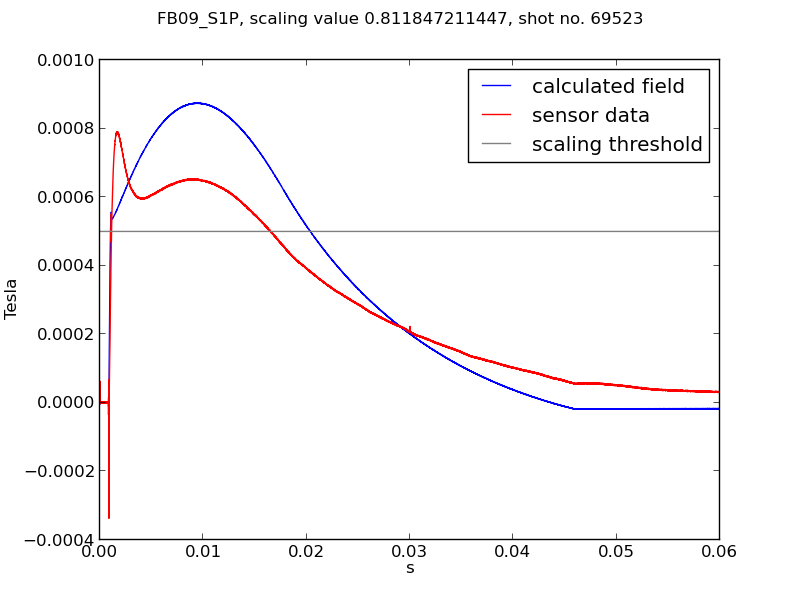 FB09_S1P, scaling value 0.811847211447, shot no. 69523
0.0010
0.0008
0.0006
0.0004
0.0002
0.0000
−0.0002
−0.0004
Tesla
calculated field
sensor data
scaling threshold
0.00
0.01
0.02
0.03
0.04
0.05
0.06
s